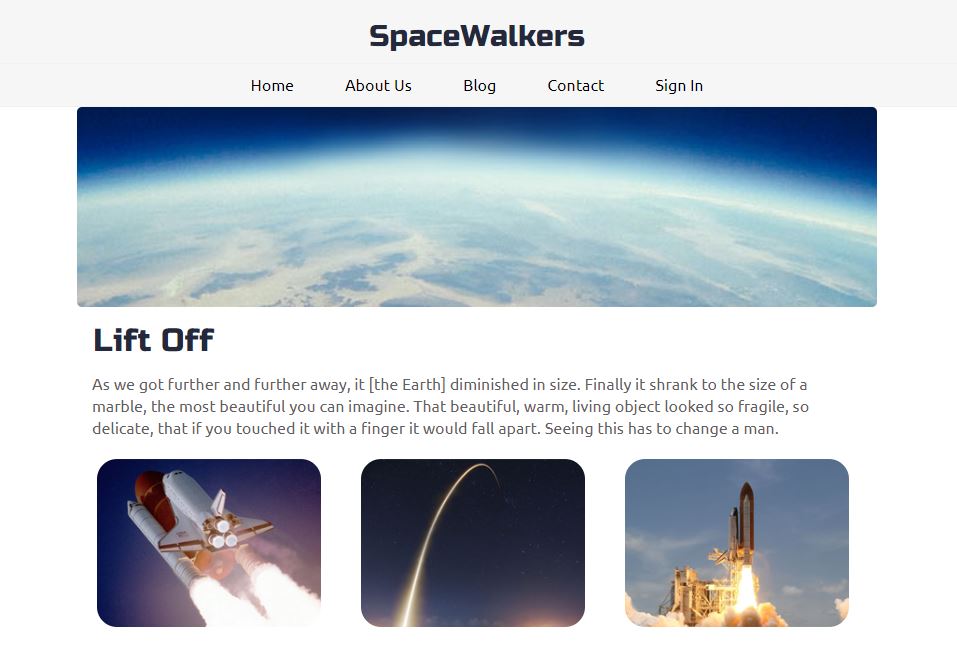 SpaceWalkers
Home About Us Blog Contact Sign In
Lift Off
As we got further and further away, it [the Earth] diminished in size. Finally it shrank to the size of a
marble, the most beautiful you can imagine. That beautiful, warm, living object looked so fragile, so
delicate, that if you touched it with a finger it would fall apart. Seeing this has to change a man.